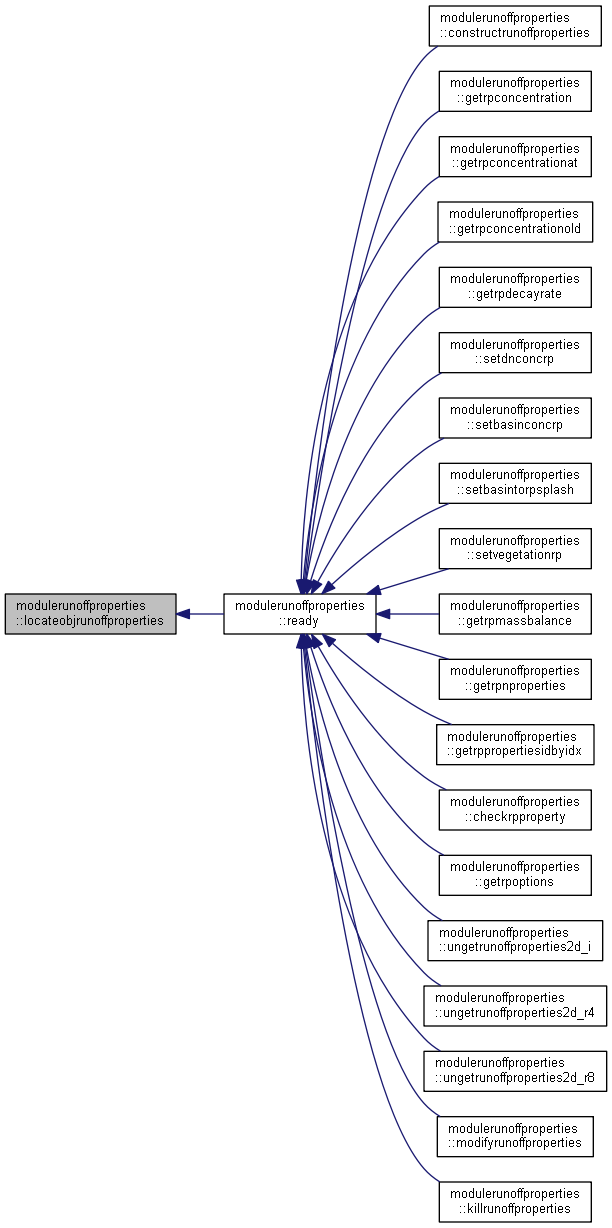 modulerunoffproperties
::constructrunoffproperties
modulerunoffproperties
::getrpconcentration
modulerunoffproperties
::getrpconcentrationat
modulerunoffproperties
::getrpconcentrationold
modulerunoffproperties
::getrpdecayrate
modulerunoffproperties
::setdnconcrp
modulerunoffproperties
::setbasinconcrp
modulerunoffproperties
::setbasintorpsplash
modulerunoffproperties
::setvegetationrp
modulerunoffproperties
::locateobjrunoffproperties
modulerunoffproperties
::ready
modulerunoffproperties
::getrpmassbalance
modulerunoffproperties
::getrpnproperties
modulerunoffproperties
::getrppropertiesidbyidx
modulerunoffproperties
::checkrpproperty
modulerunoffproperties
::getrpoptions
modulerunoffproperties
::ungetrunoffproperties2d_i
modulerunoffproperties
::ungetrunoffproperties2d_r4
modulerunoffproperties
::ungetrunoffproperties2d_r8
modulerunoffproperties
::modifyrunoffproperties
modulerunoffproperties
::killrunoffproperties